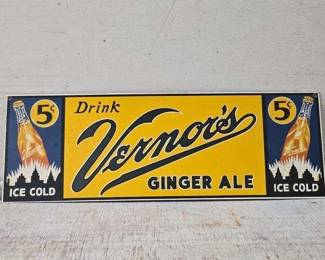 5¢
ICE COLD
Drink
Vernor's
GINGER ALE
5¢
ICE COLD